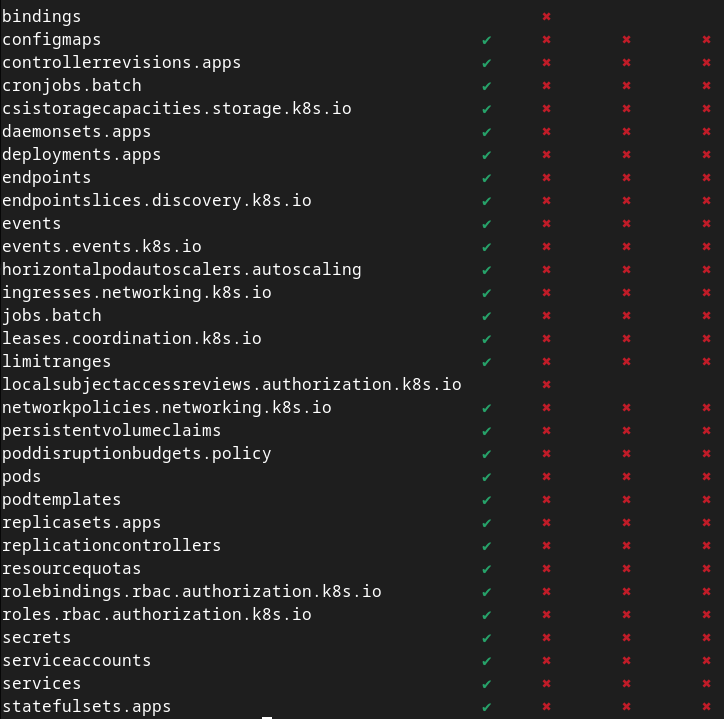 bindings ✖
configmaps ✔ ✖ ✖ ✖
controllerrevisions.apps ✔ ✖ ✖ ✖
cronjobs.batch ✔ ✖ ✖ ✖
csistoragecapacities.storage.k8s.io ✔ ✖ ✖ ✖
daemonsets.apps ✔ ✖ ✖ ✖
deployments.apps ✔ ✖ ✖ ✖
endpoints ✔ ✖ ✖ ✖
endpointslices.discovery.k8s.io ✔ ✖ ✖ ✖
events ✔ ✖ ✖ ✖
events.events.k8s.io ✔ ✖ ✖ ✖
horizontalpodautoscalers.autoscaling ✔ ✖ ✖ ✖
ingresses.networking.k8s.io ✔ ✖ ✖ ✖
jobs.batch ✔ ✖ ✖ ✖
leases.coordination.k8s.io ✔ ✖ ✖ ✖
limitranges ✔ ✖ ✖ ✖
localsubjectaccessreviews.authorization.k8s.io ✖
networkpolicies.networking.k8s.io ✔ ✖ ✖ ✖
persistentvolumeclaims ✔ ✖ ✖ ✖
poddisruptionbudgets.policy ✔ ✖ ✖ ✖
pods ✔ ✖ ✖ ✖
podtemplates ✔ ✖ ✖ ✖
replicasets.apps ✔ ✖ ✖ ✖
replicationcontrollers ✔ ✖ ✖ ✖
resourcequotas ✔ ✖ ✖ ✖
rolebindings.rbac.authorization.k8s.io ✔ ✖ ✖ ✖
roles.rbac.authorization.k8s.io ✔ ✖ ✖ ✖
secrets ✔ ✖ ✖ ✖
serviceaccounts ✔ ✖ ✖ ✖
services ✔ ✖ ✖ ✖
statefulsets.apps ✔ ✖ ✖ ✖